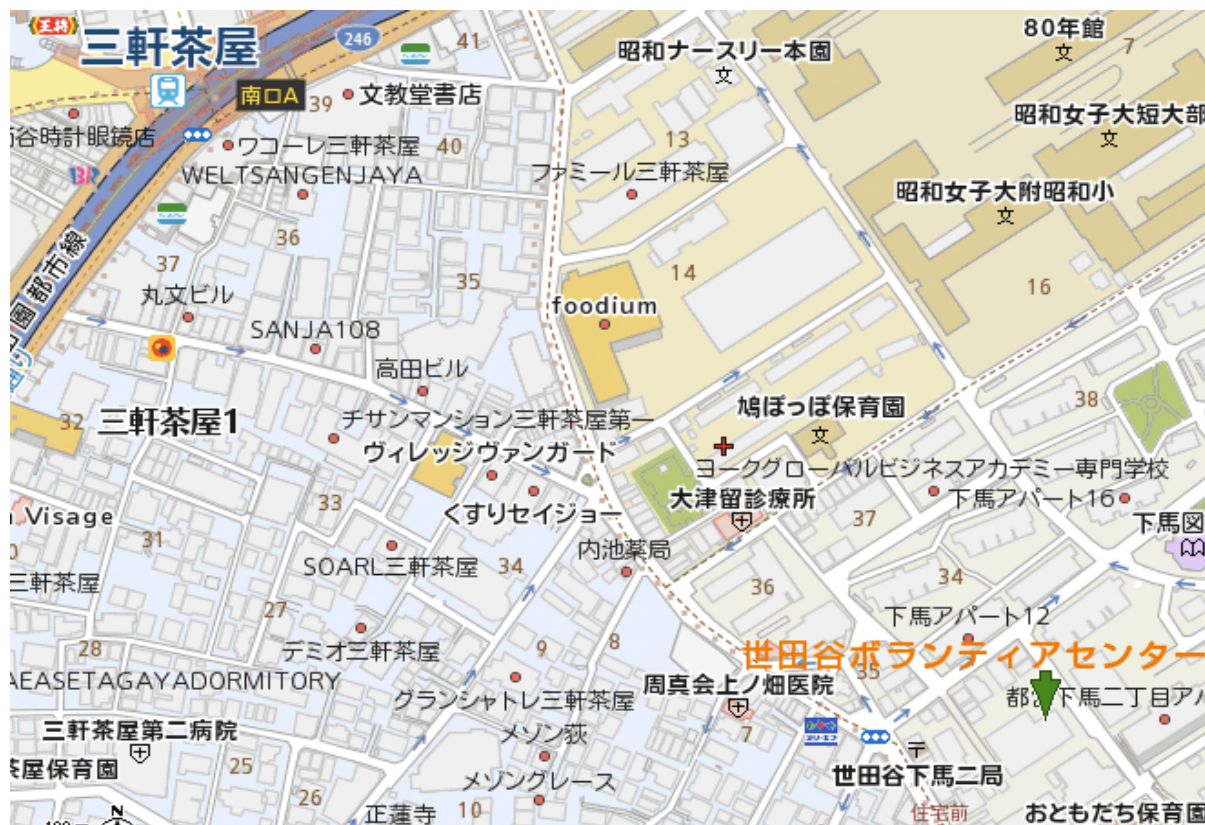 王将
三軒茶屋
246
41
昭和ナースリー本園
80年館
7
南口A
39
文教堂書店
昭和女子大短大部
谷時計眼鏡店
ワコーレ三軒茶屋
40
13
WELTSANGENJAYA
ファミール三軒茶屋
昭和女子大附昭和小
36
園都市線
37
35
14
16
丸文ビル
foodium
SANJA108
高田ビル
32
三軒茶屋1
チサンマンション三軒茶屋第一
鳩ぽっぽ保育園
38
ヴィレッジヴァンガード
ヨークグローバルビジネスアカデミー専門学校
33
くすりセイジョー
大津留診療所
下馬アパート16
Visage
31
37
下馬図
内池薬局
SOARL三軒茶屋
34
三軒茶屋
36
34
27
下馬アパート12
28
デミオ三軒茶屋
9
8
世田谷ボランティアセンター
AEASETAGAYADORMITORY
グランシャトレ三軒茶屋
周真会上ノ畑医院
35
都営下馬二丁目アパ
三軒茶屋第二病院
メゾン荻
7
茶屋保育園
25
世田谷下馬二局
メゾングレース
26
正蓮寺
10
住宅前
おともだち保育園
N